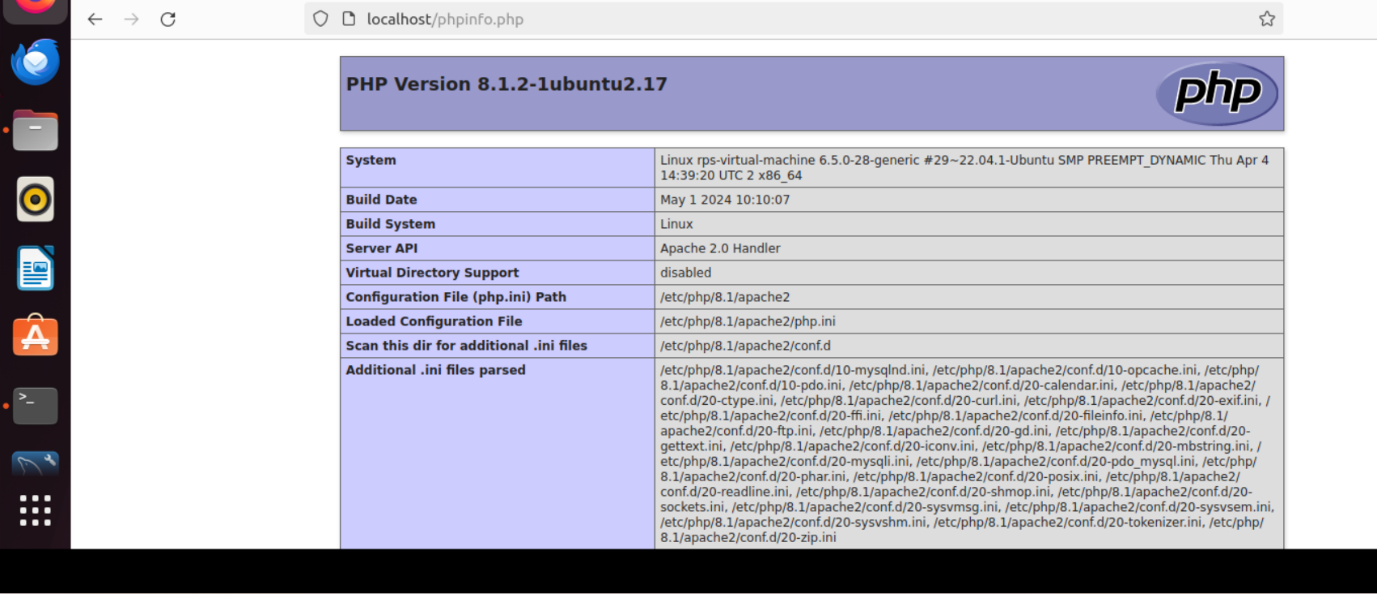 localhost/phpinfo.php
PHP Version 8.1.2-1ubuntu2.17
php
System
Linux rps-virtual-machine 6.5.0-28-generic #29~22.04.1-Ubuntu SMP PREEMPT_DYNAMIC Thu Apr 4
14:39:20 UTC 2 x86_64
Build Date
May 1 2024 10:10:07
Build System
Linux
Server API
Apache 2.0 Handler
Virtual Directory Support
disabled
Configuration File (php.ini) Path
/etc/php/8.1/apache2
Loaded Configuration File
/etc/php/8.1/apache2/php.ini
Scan this dir for additional .ini files
/etc/php/8.1/apache2/conf.d
Additional .ini files parsed
/etc/php/8.1/apache2/conf.d/10-mysqlnd.ini, /etc/php/8.1/apache2/conf.d/10-opcache.ini, /etc/php/
8.1/apache2/conf.d/10-pdo.ini, /etc/php/8.1/apache2/conf.d/20-calendar.ini, /etc/php/8.1/apache2/
conf.d/20-ctype.ini, /etc/php/8.1/apache2/conf.d/20-curl.ini, /etc/php/8.1/apache2/conf.d/20-exif.ini, /
etc/php/8.1/apache2/conf.d/20-ffi.ini, /etc/php/8.1/apache2/conf.d/20-fileinfo.ini, /etc/php/8.1/
apache2/conf.d/20-ftp.ini, /etc/php/8.1/apache2/conf.d/20-gd.ini, /etc/php/8.1/apache2/conf.d/20-
gettext.ini, /etc/php/8.1/apache2/conf.d/20-iconv.ini, /etc/php/8.1/apache2/conf.d/20-mbstring.ini, /
etc/php/8.1/apache2/conf.d/20-mysqli.ini, /etc/php/8.1/apache2/conf.d/20-pdo_mysql.ini, /etc/php/
8.1/apache2/conf.d/20-phar.ini, /etc/php/8.1/apache2/conf.d/20-posix.ini, /etc/php/8.1/apache2/
conf.d/20-readline.ini, /etc/php/8.1/apache2/conf.d/20-shmop.ini, /etc/php/8.1/apache2/conf.d/20-
sockets.ini, /etc/php/8.1/apache2/conf.d/20-sysvmsg.ini, /etc/php/8.1/apache2/conf.d/20-sysvsem.ini,
/etc/php/8.1/apache2/conf.d/20-sysvshm.ini, /etc/php/8.1/apache2/conf.d/20-tokenizer.ini, /etc/php/
8.1/apache2/conf.d/20-zip.ini